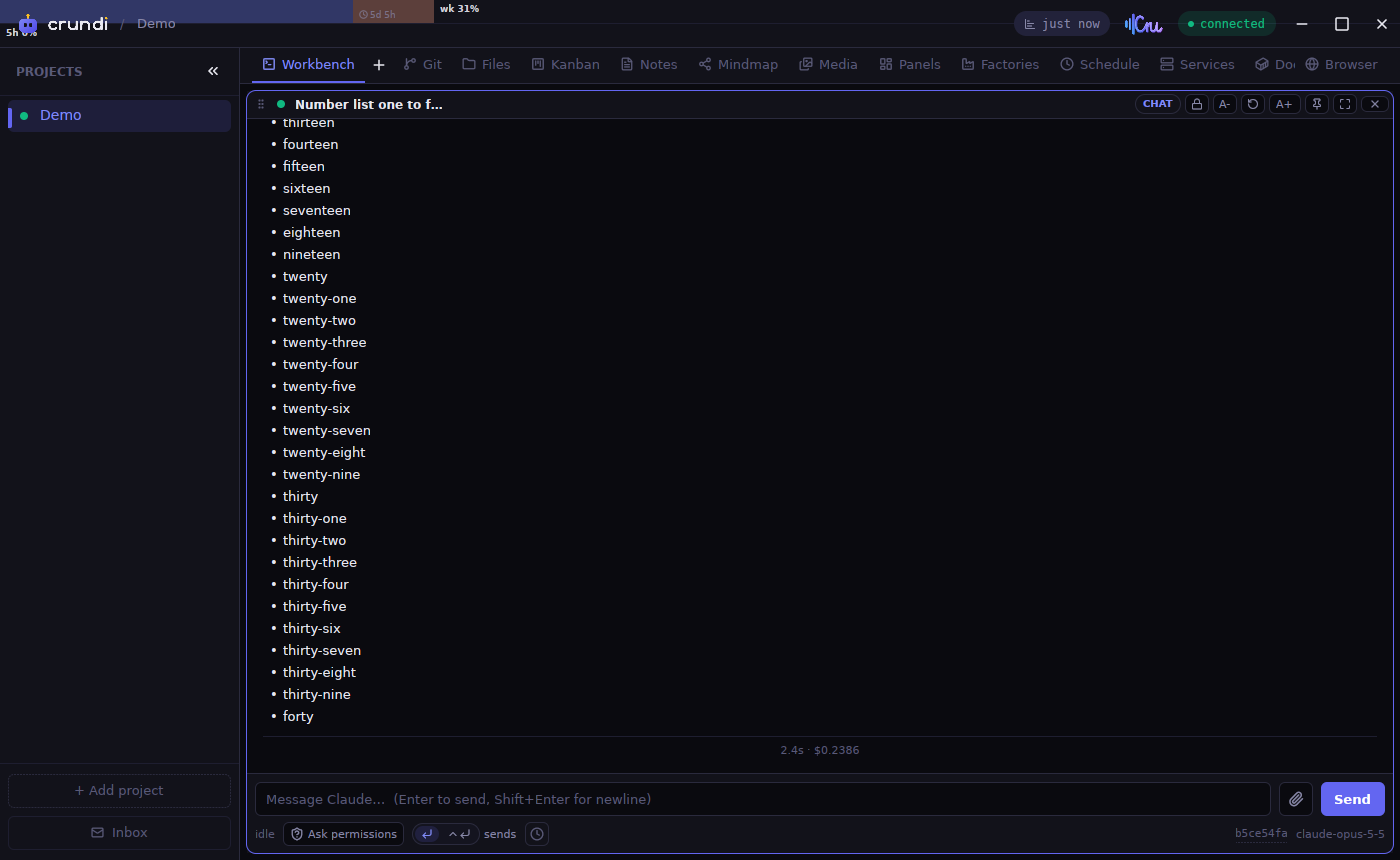 5d 5h
wk 31%
5h 0%
crundi / Demo
just now
Cru
connected
PROJECTS
Workbench
Git
Files
Kanban
Notes
Mindmap
Media
Panels
Factories
Schedule
Services
Doc
Browser
Demo
Number list one to f...
CHAT
A-
A+
• thirteen
• fourteen
• fifteen
• sixteen
• seventeen
• eighteen
• nineteen
• twenty
• twenty-one
• twenty-two
• twenty-three
• twenty-four
• twenty-five
• twenty-six
• twenty-seven
• twenty-eight
• twenty-nine
• thirty
• thirty-one
• thirty-two
• thirty-three
• thirty-four
• thirty-five
• thirty-six
• thirty-seven
• thirty-eight
• thirty-nine
• forty
2.4s · $0.2386
+ Add project
Inbox
Message Claude... (Enter to send, Shift+Enter for newline)
Send
idle
Ask permissions
sends
b5ce54fa
claude-opus-5-5